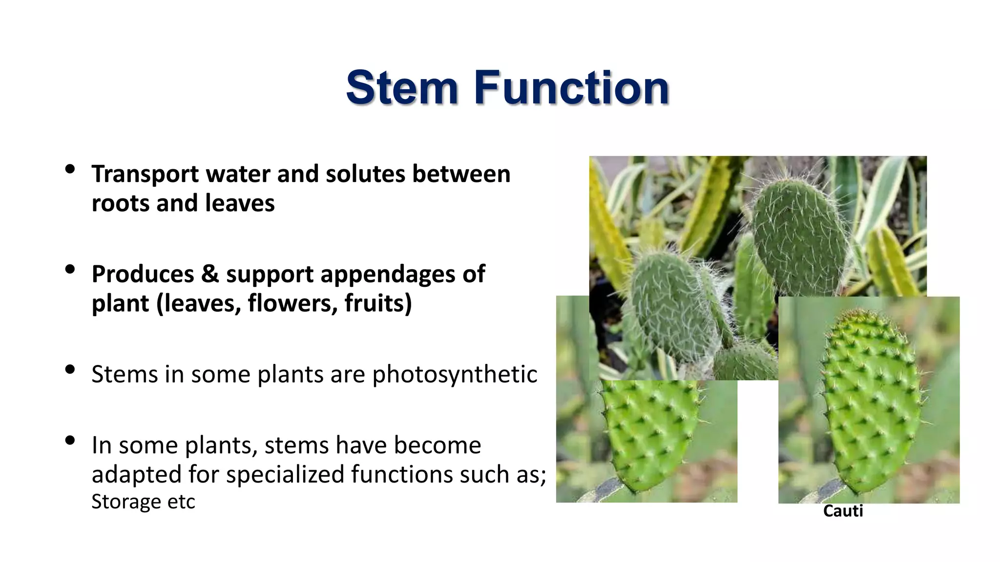 Stem Function
• Transport water and solutes between
roots and leaves
• Produces & support appendages of
plant (leaves, flowers, fruits)
• Stems in some plants are photosynthetic
• In some plants, stems have become
adapted for specialized functions such as;
Storage etc
Cauti